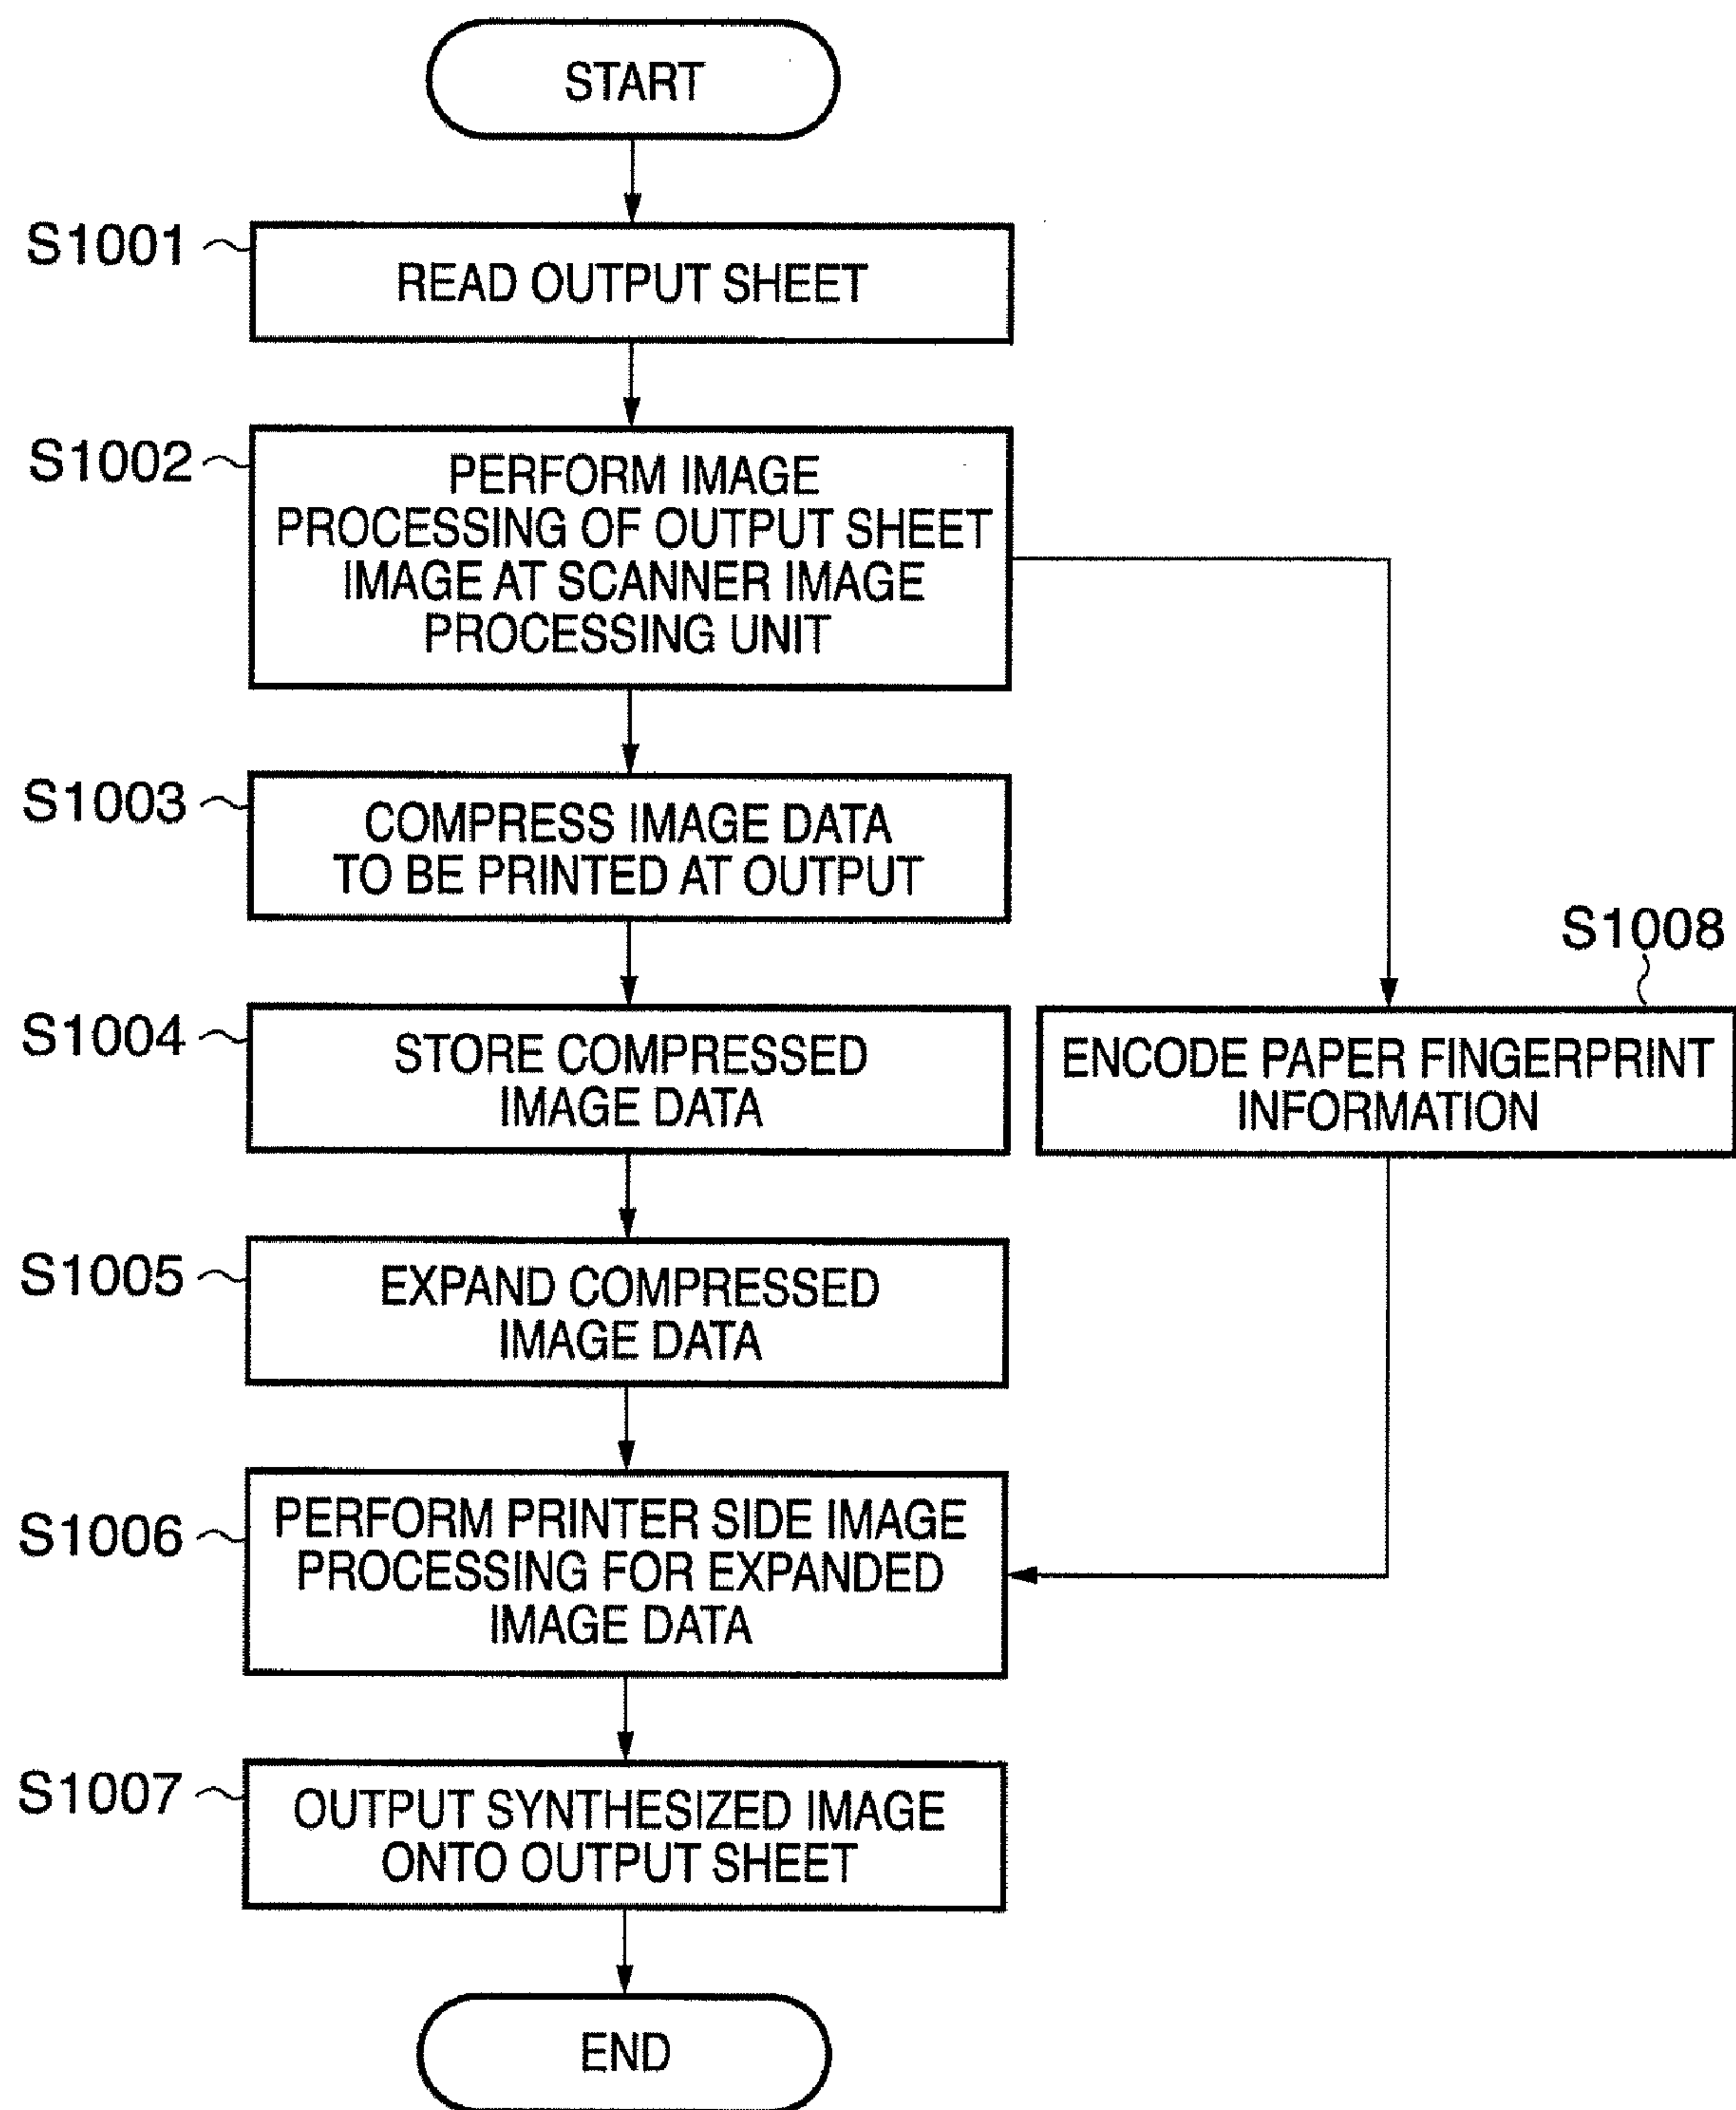 START
S1001
READ OUTPUT SHEET
S1002
PERFORM IMAGE
PROCESSING OF OUTPUT SHEET
IMAGE AT SCANNER IMAGE
PROCESSING UNIT
S1003
COMPRESS IMAGE DATA
TO BE PRINTED AT OUTPUT
S1004
STORE COMPRESSED
IMAGE DATA
S1008
ENCODE PAPER FINGERPRINT
INFORMATION
S1005
EXPAND COMPRESSED
IMAGE DATA
S1006
PERFORM PRINTER SIDE IMAGE
PROCESSING FOR EXPANDED
IMAGE DATA
S1007
OUTPUT SYNTHESIZED IMAGE
ONTO OUTPUT SHEET
END